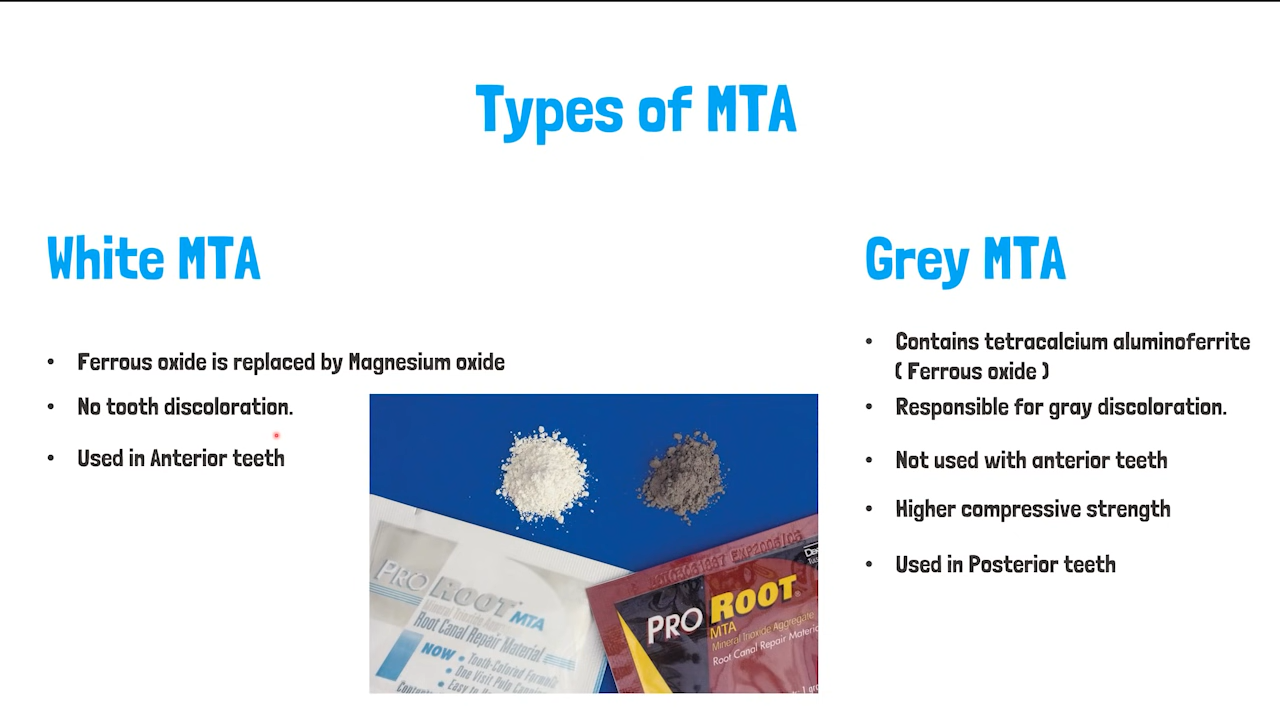 Types of MTA
White MTA
• Ferrous oxide is replaced by Magnesium oxide
• No tooth discoloration.
• Used in Anterior teeth
Grey MTA
• Contains tetracalcium aluminoferrite
( Ferrous oxide )
• Responsible for gray discoloration.
• Not used with anterior teeth
• Higher compressive strength
• Used in Posterior teeth
PRO ROOT MTA
Mineral Trioxide
Root Canal Repair Material
NOW • Tooth-Colored Formula
• One Visit Pulp
• Easy to
PRO ROOT
MTA
Mineral Trioxide Aggregate
Root Canal Repair Material